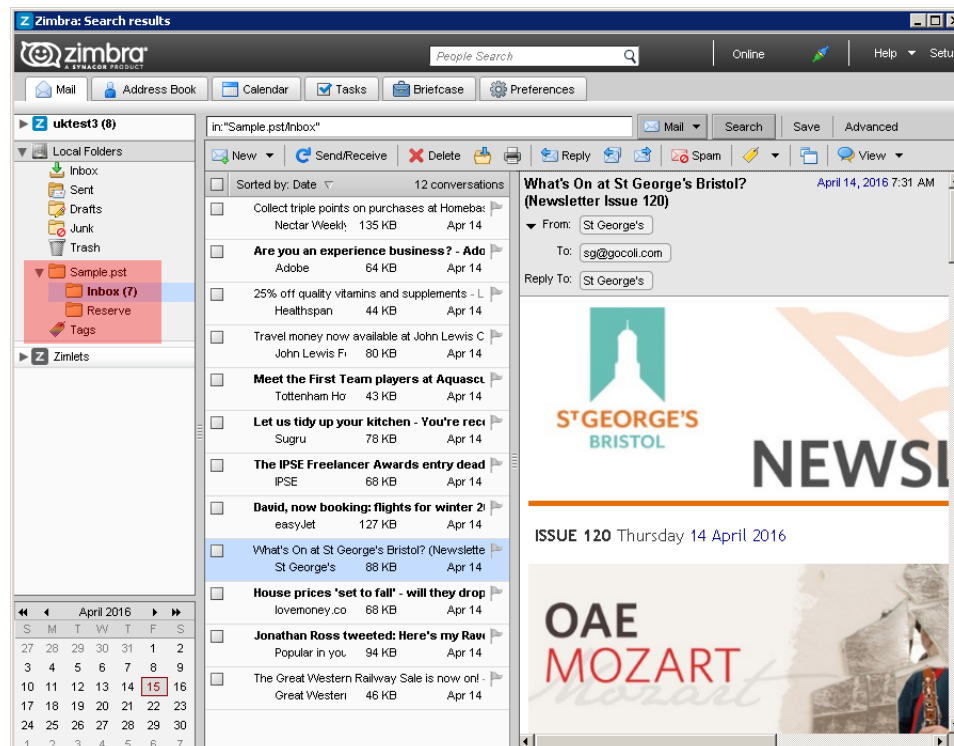 Zimbra: Search results
zimbra
A SYNACOR PRODUCT
People Search
Online
Help
Setu
Mail
Address Book
Calendar
Tasks
Briefcase
Preferences
uktest3 (8)
Local Folders
Inbox
Sent
Drafts
Junk
Trash
Sample.pst
Inbox (7)
Reserve
Tags
Zimlets
April 2016
S M T W T F S
27 28 29 30 31 1 2
3 4 5 6 7 8 9
10 11 12 13 14 15 16
17 18 19 20 21 22 23
24 25 26 27 28 29 30
1 2 3 4 5 6 7
in:"Sample.pst/Inbox"
Mail
Search
Save
Advanced
New
Send/Receive
Delete
Reply
Spam
View
Sorted by: Date 12 conversations
Collect triple points on purchases at Homebas
Nectar Weekly 135 KB Apr 14
Are you an experience business? - Ado
Adobe 64 KB Apr 14
25% off quality vitamins and supplements - L
Healthspan 44 KB Apr 14
Travel money now available at John Lewis C
John Lewis Fi 80 KB Apr 14
Meet the First Team players at Aquascu
Tottenham Ho 43 KB Apr 14
Let us tidy up your kitchen - You're rece
Sugru 78 KB Apr 14
The IPSE Freelancer Awards entry dead
IPSE 68 KB Apr 14
David, now booking: flights for winter 2
easyJet 127 KB Apr 14
What's On at St George's Bristol? (Newslette
St George's 88 KB Apr 14
House prices 'set to fall' - will they drop
lovemoney.co 68 KB Apr 14
Jonathan Ross tweeted: Here's my Rave
Popular in you 94 KB Apr 14
The Great Western Railway Sale is now on! -
Great Western 46 KB Apr 14
What's On at St George's Bristol?
(Newsletter Issue 120)
April 14, 2016 7:31 AM
From: St George's
To: sg@gocoli.com
Reply To: St George's
ST GEORGE'S
BRISTOL
NEWSL
ISSUE 120 Thursday 14 April 2016
OAE
MOZART
Mozart